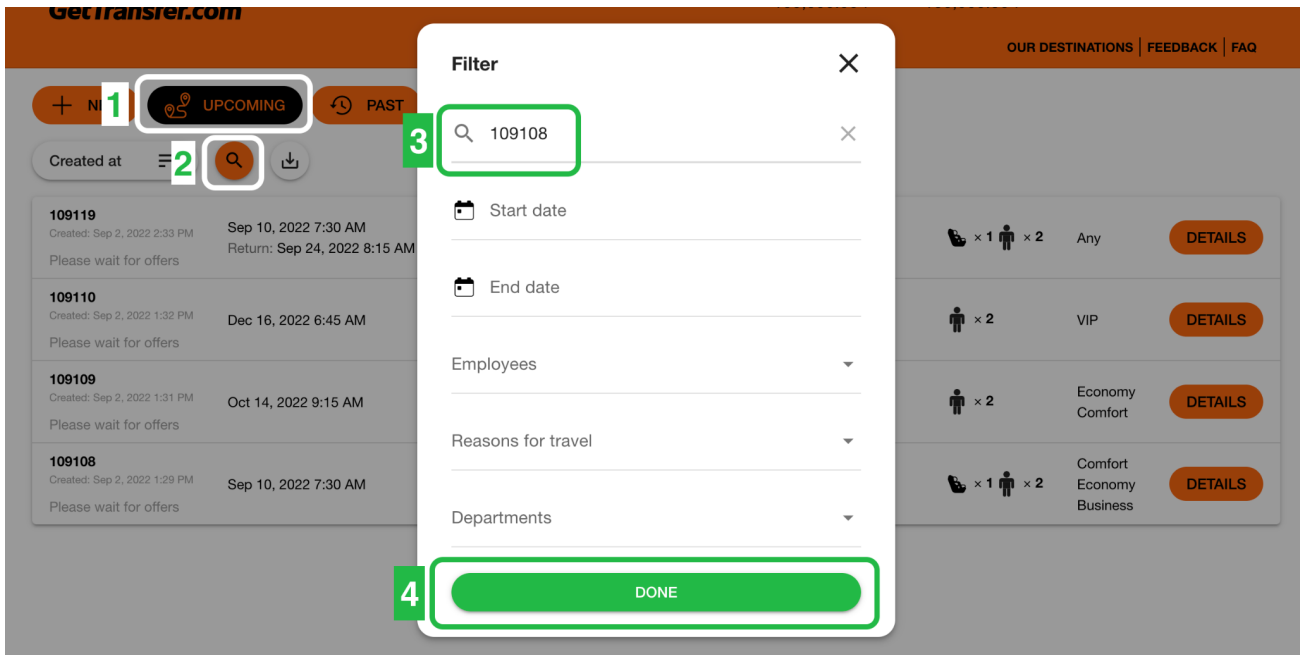 GetTransfer.com
OUR DESTINATIONS | FEEDBACK | FAQ
Filter
1
UPCOMING
PAST
3
109108
Created at
2
Start date
End date
Employees
Reasons for travel
Departments
4
DONE
109119
Created: Sep 2, 2022 2:33 PM
Please wait for offers
Sep 10, 2022 7:30 AM
Return: Sep 24, 2022 8:15 AM
× 1 × 2
Any
DETAILS
109110
Created: Sep 2, 2022 1:32 PM
Please wait for offers
Dec 16, 2022 6:45 AM
× 2
VIP
DETAILS
109109
Created: Sep 2, 2022 1:31 PM
Please wait for offers
Oct 14, 2022 9:15 AM
× 2
Economy
Comfort
DETAILS
109108
Created: Sep 2, 2022 1:29 PM
Please wait for offers
Sep 10, 2022 7:30 AM
× 1 × 2
Comfort
Economy
Business
DETAILS